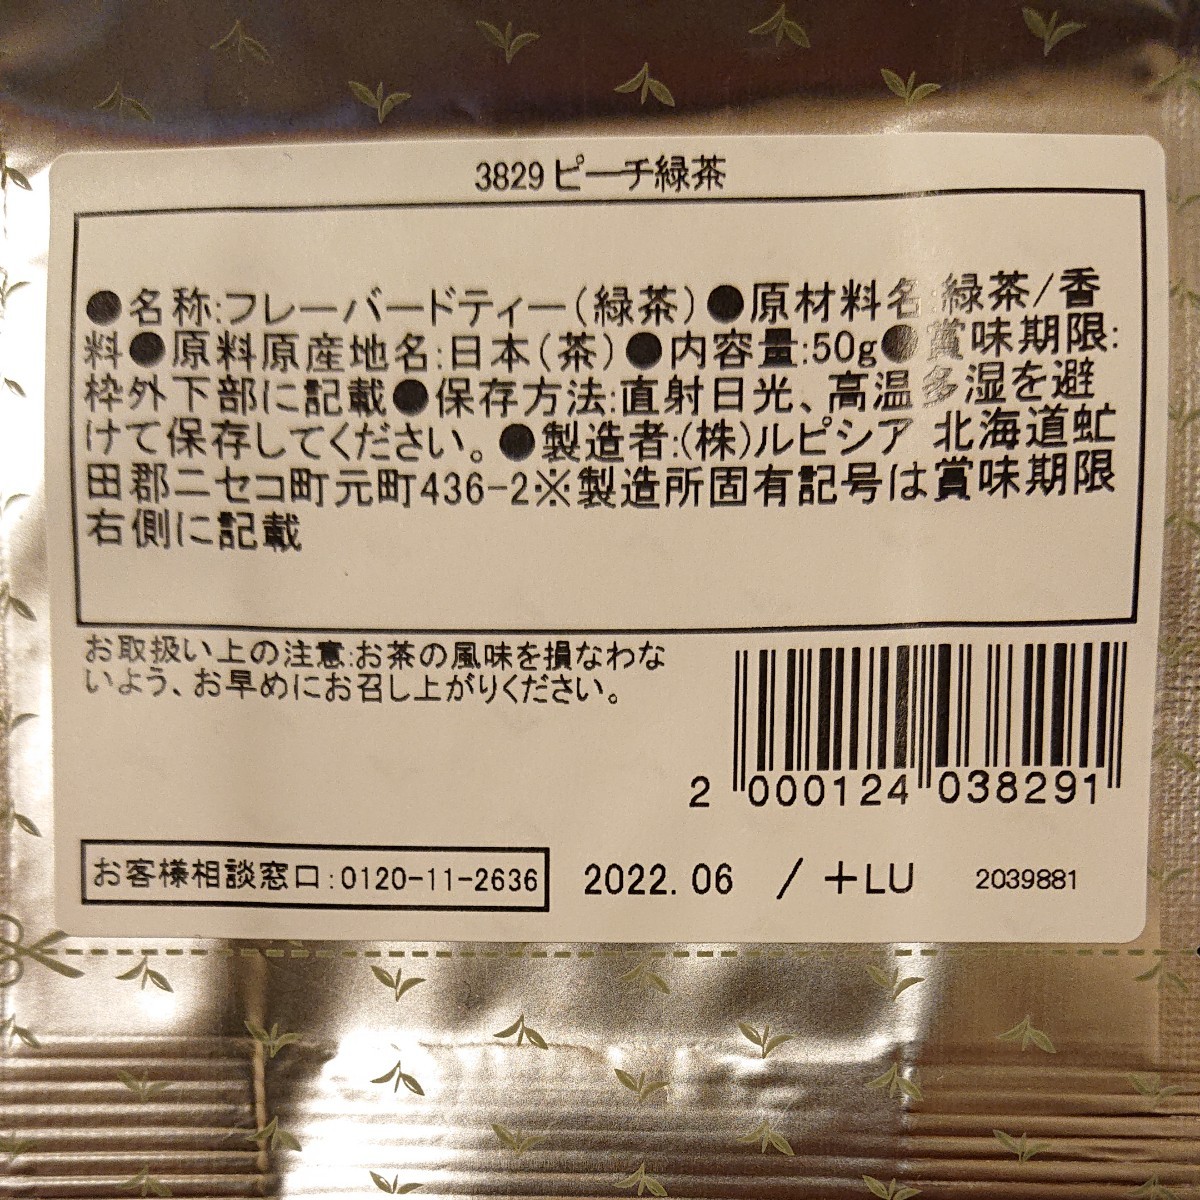 3829 ピーチ緑茶
●名称:フレーバードティー(緑茶)●原材料名:緑茶/香
料●原料原産地名:日本(茶)●内容量:50g●賞味期限:
枠外下部に記載●保存方法:直射日光、高温多湿を避
けて保存してください。●製造者:(株)ルピシア 北海道虻
田郡ニセコ町元町436-2※製造所固有記号は賞味期限
右側に記載
お取扱い上の注意:お茶の風味を損なわな
いよう、お早めにお召し上がりください。
2 000124 038291
お客様相談窓口:0120-11-2636
2022.06 / +LU 2039881